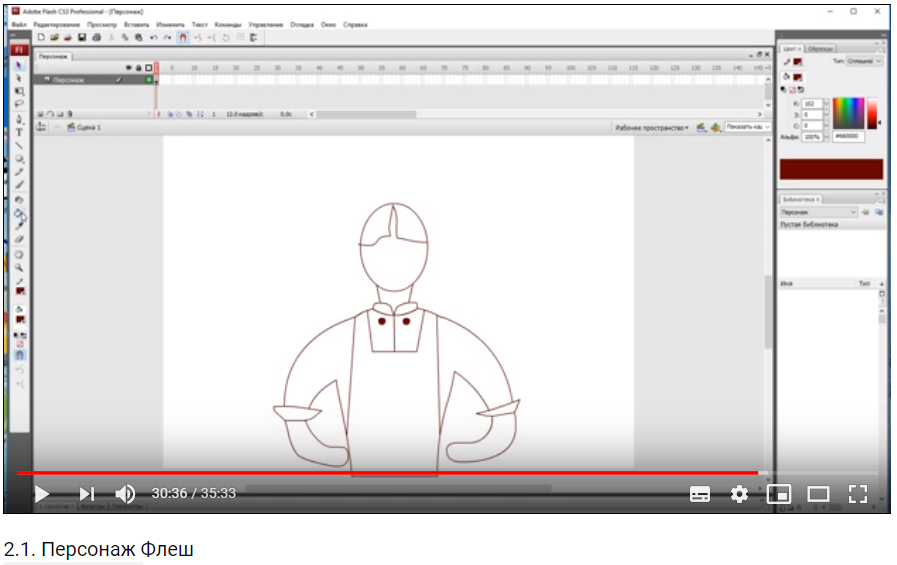 Adobe Flash CS3 Professional - [Персонаж]
Файл Редактирование Просмотр Вставить Изменить Текст Команды Управление Отладка Окно Справка
Персонаж
5 10 15 20 25 30 35 40 45 50 55 60 65 70 75 80 85 90 95 100 105 110 115 120 125 130 135 140 145
Персонаж
1 12.0 кадров/с 0.0с
Сцена 1 Рабочее пространство
Цвет × Образцы
Тип:
К: 102
З: 0
С: 0
Альфа: 100% #660000
Библиотека ×
Персонаж
Пустая библиотека
Имя Тип
30:36 / 35:33
2.1. Персонаж Флеш